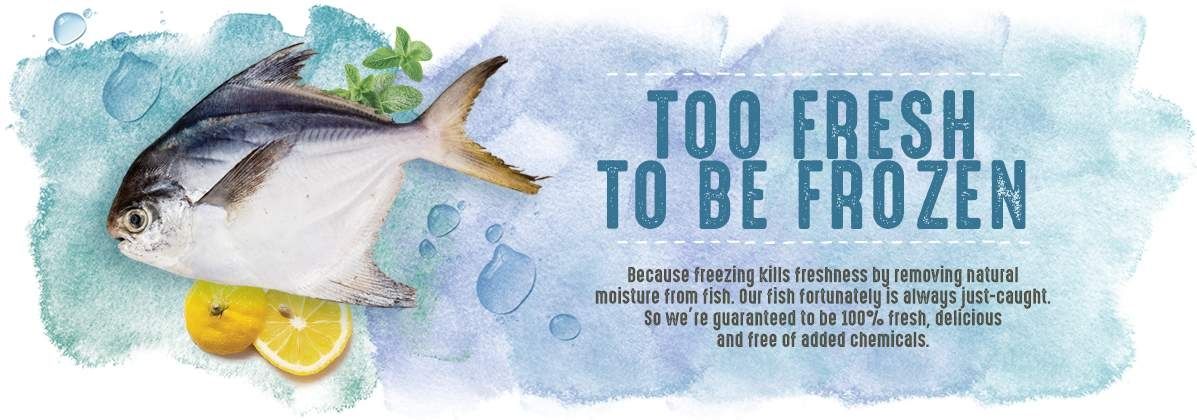 TOO FRESH
TO BE FROZEN
Because freezing kills freshness by removing natural
moisture from fish. Our fish fortunately is always just-caught.
So we're guaranteed to be 100% fresh, delicious
and free of added chemicals.